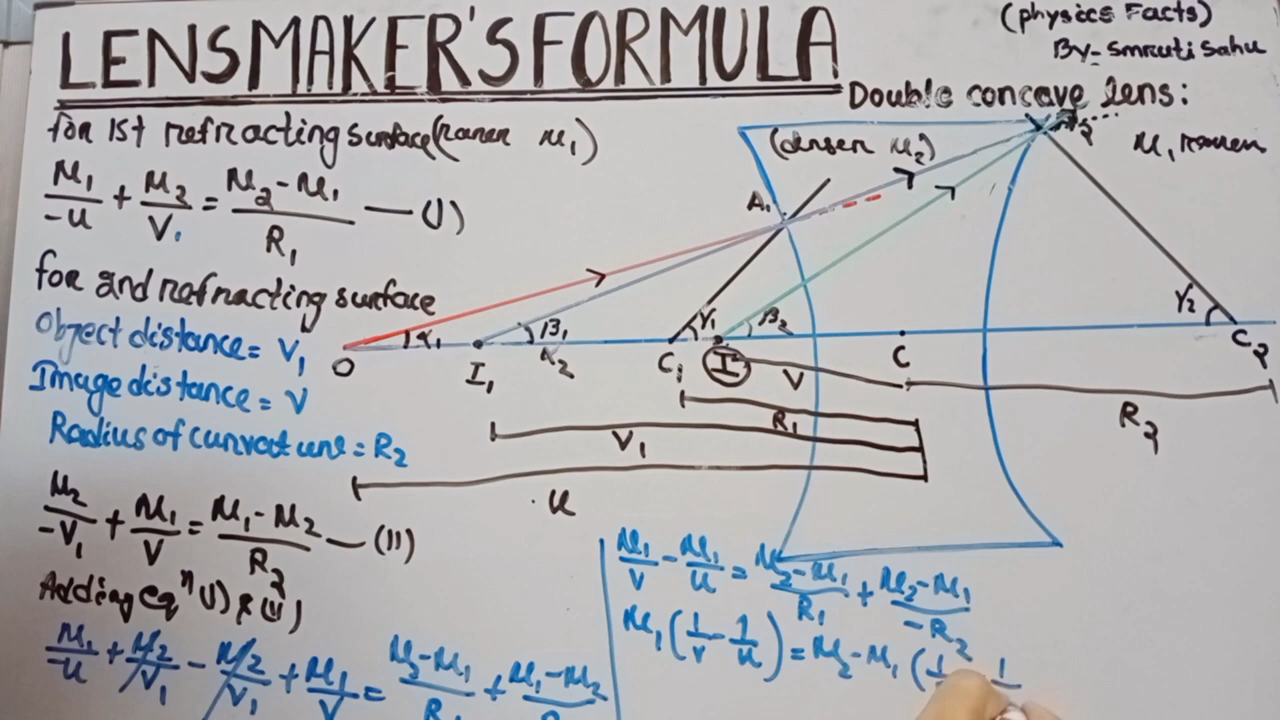 LENSMAKER'S FORMULA
(physics Facts)
By- Smruti Sahu
Double concave lens:
for 1st refracting surface (rarer μ₁)
μ₁/-u + μ₂/V₁ = μ₂-μ₁/R₁ — (I)
for 2nd refracting surface
Object distance = V₁
Image distance = V
Radius of curvature = R₂
μ₂/-V₁ + μ₁/V = μ₁-μ₂/R₂ — (II)
Adding eqⁿ (I) & (II)
μ₁/-u + μ₂/V₁ - μ₂/V₁ + μ₁/V = μ₂-μ₁/R₁ + μ₁-μ₂
(denser μ₂)
μ₁ rarer
A₁
α₁
β₁
α₂
γ₁
β₂
γ₂
O
I₁
C₁
I
C
C₂
V
R₁
R₂
V₁
u
μ₁/V - μ₁/u = μ₂-μ₁/R₁ + μ₂-μ₁/-R₂
μ₁(1/v - 1/u) = μ₂-μ₁(1 1